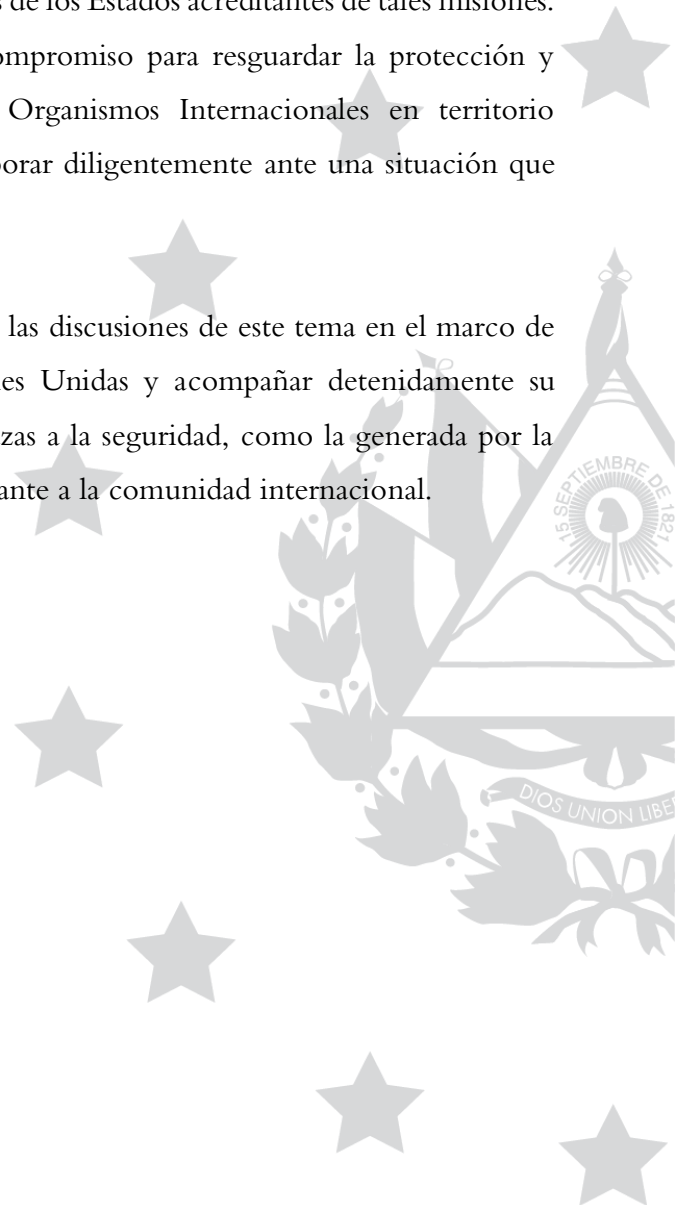 s de los Estados acreditantes de tales misiones.
ompromiso para resguardar la protección y
Organismos Internacionales en territorio
orar diligentemente ante una situación que
las discusiones de este tema en el marco de
es Unidas y acompañar detenidamente su
zas a la seguridad, como la generada por la
ante a la comunidad internacional.
15 SEPTIEMBRE DE 1821
DIOS UNION LIBE